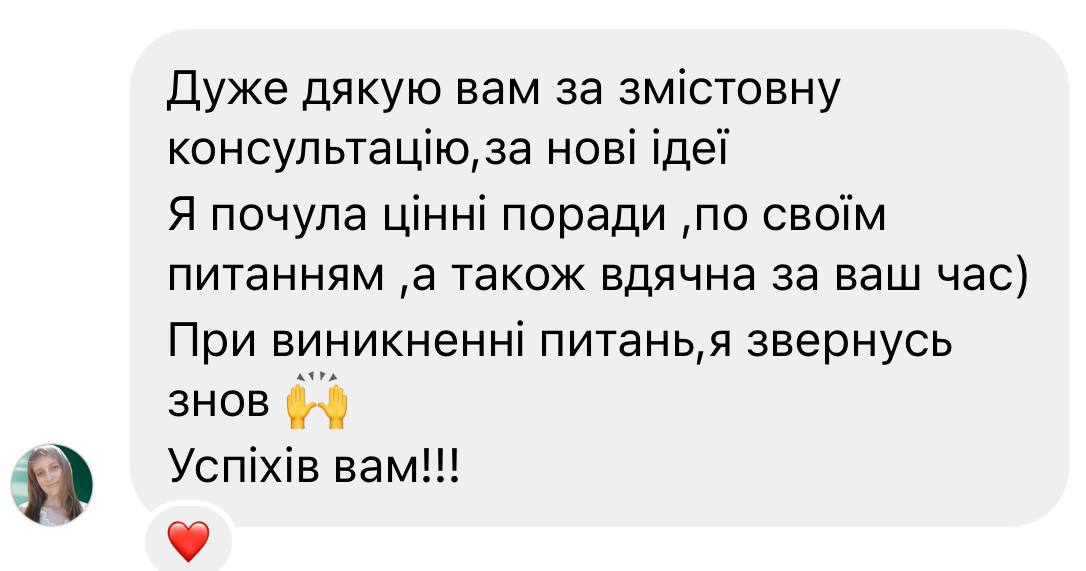 Дуже дякую вам за змістовну
консультацію,за нові ідеї
Я почула цінні поради ,по своїм
питанням ,а також вдячна за ваш час)
При виникненні питань,я звернусь
знов 🙌
Успіхів вам!!!